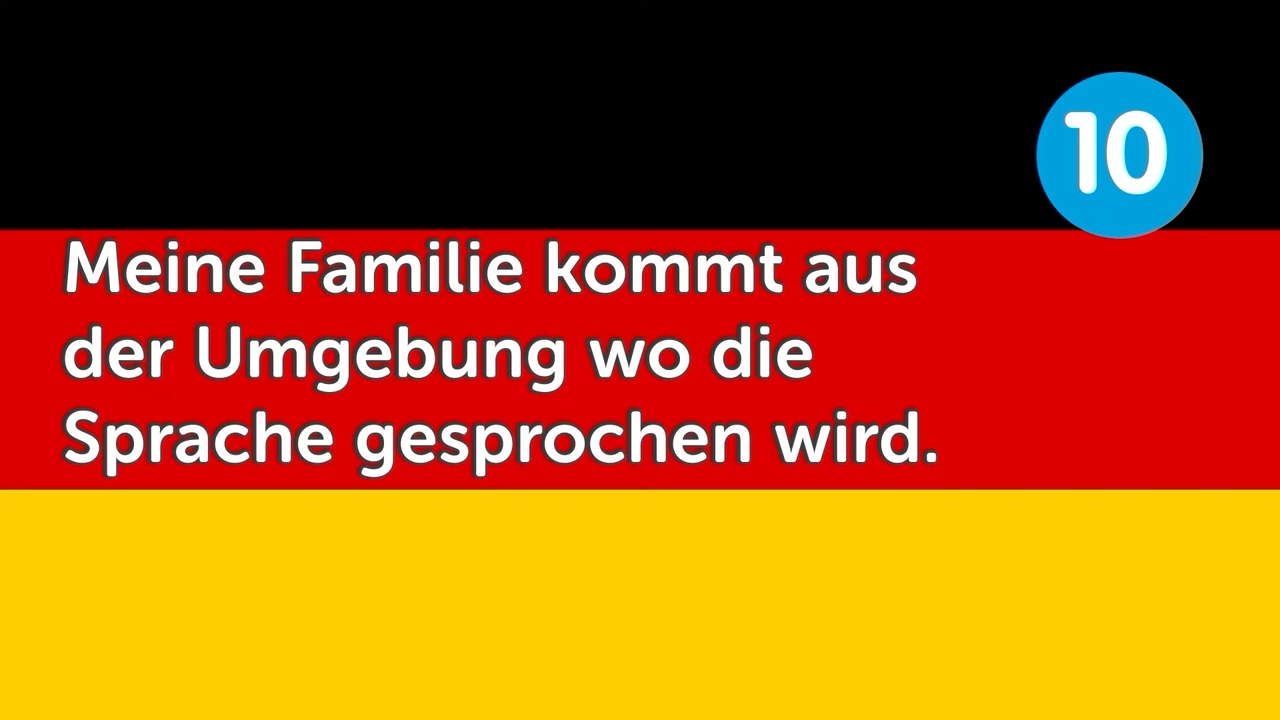 10
Meine Familie kommt aus
der Umgebung wo die
Sprache gesprochen wird.